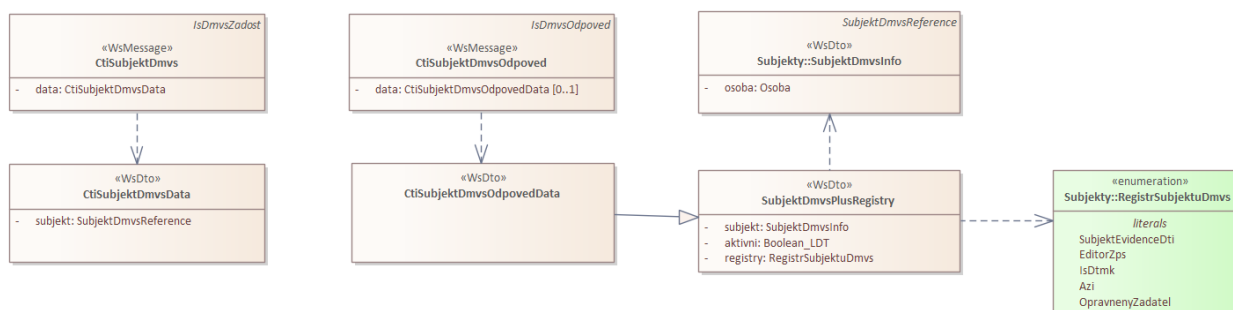 IsDmvsZadost
«WsMessage»
CtiSubjektDmvs
- data: CtiSubjektDmvsData
IsDmvsOdpoved
«WsMessage»
CtiSubjektDmvsOdpoved
- data: CtiSubjektDmvsOdpovedData [0..1]
SubjektDmvsReference
«WsDto»
Subjekty::SubjektDmvsInfo
- osoba: Osoba
«WsDto»
CtiSubjektDmvsData
- subjekt: SubjektDmvsReference
«WsDto»
CtiSubjektDmvsOdpovedData
«WsDto»
SubjektDmvsPlusRegistry
- subjekt: SubjektDmvsInfo
- aktivni: Boolean_LDT
- registry: RegistrSubjektuDmvs
«enumeration»
Subjekty::RegistrSubjektuDmvs
literals
SubjektEvidenceDti
EditorZps
IsDtmk
Azi
OpravnenyZadatel